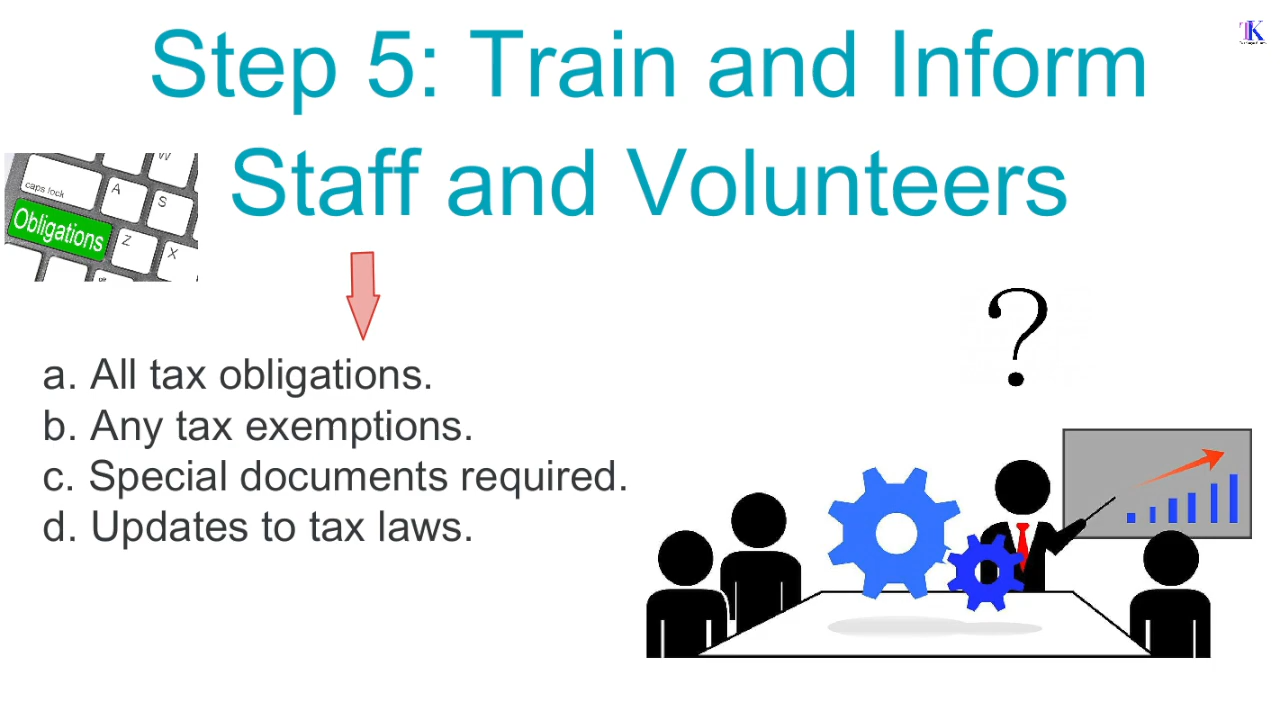 Step 5: Train and Inform
Staff and Volunteers
caps lock
A
S
W
Obligations
Z
X
?
a. All tax obligations.
b. Any tax exemptions.
c. Special documents required.
d. Updates to tax laws.
TK